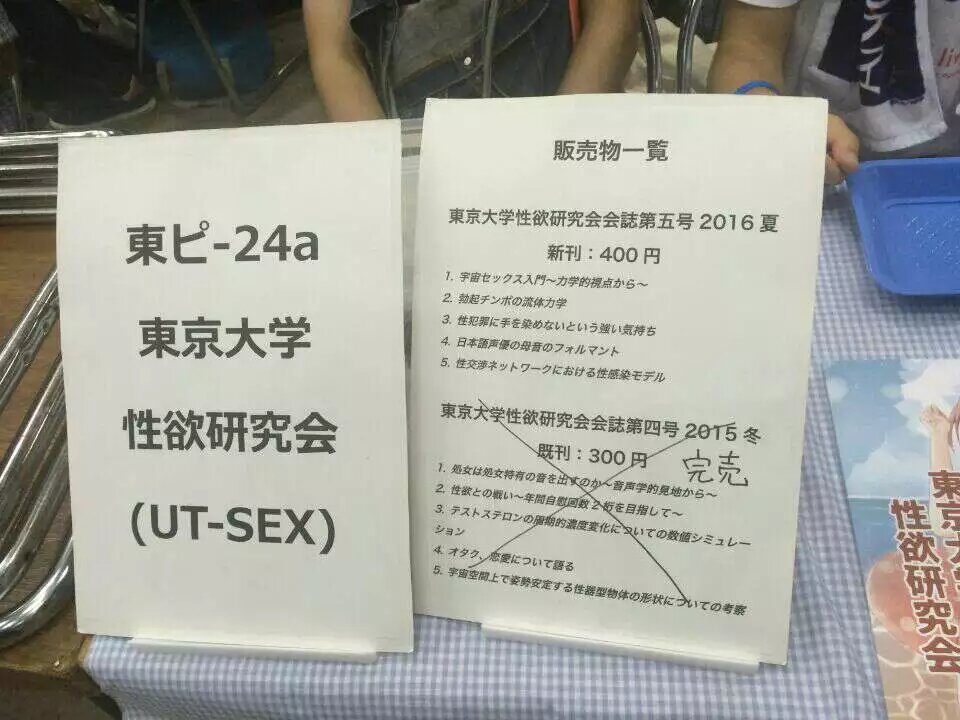 東ピ-24a
東京大学
性欲研究会
(UT-SEX)
販売物一覧
東京大学性欲研究会会誌第五号 2016 夏
新刊：400 円
1. 宇宙セックス入門〜力学的視点から〜
2. 勃起チンポの流体力学
3. 性犯罪に手を染めないという強い気持ち
4. 日本語声優の母音のフォルマント
5. 性交渉ネットワークにおける性感染モデル
東京大学性欲研究会会誌第四号 2015 冬
既刊：300 円 完売
1. 処女は処女特有の音を出すのか〜音声学的見地から〜
2. 性欲との戦い〜年間自慰回数 2 桁を目指して〜
3. テストステロンの周期的濃度変化についての数値シミュレー
ション
4. オタク、恋愛について語る
5. 宇宙空間上で姿勢安定する性器型物体の形状についての考察
東京大学
性欲研究会